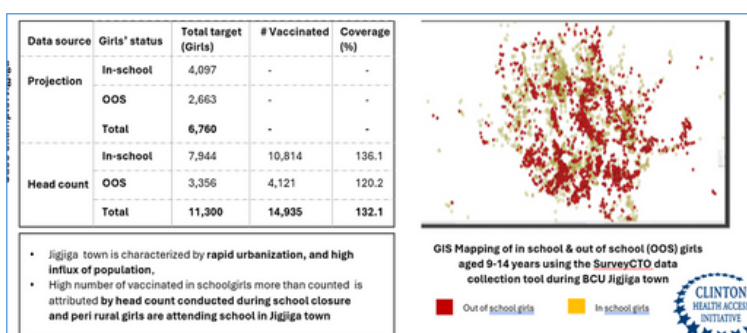 Data source Girls' status Total target (Girls) # Vaccinated Coverage (%)
Projection In-school 4,097 - -
OOS 2,663 - -
Total 6,760 - -
Head count In-school 7,944 10,814 136.1
OOS 3,356 4,121 120.2
Total 11,300 14,935 132.1
• Jigjiga town is characterized by rapid urbanization, and high
influx of population,
• High number of vaccinated in schoolgirls more than counted is
attributed by head count conducted during school closure
and peri rural girls are attending school in Jigjiga town
GIS Mapping of in school & out of school (OOS) girls
aged 9-14 years using the SurveyCTO data
collection tool during BCU Jigjiga town
Out of school girls In school girls
CLINTON
HEALTH ACCESS
INITIATIVE